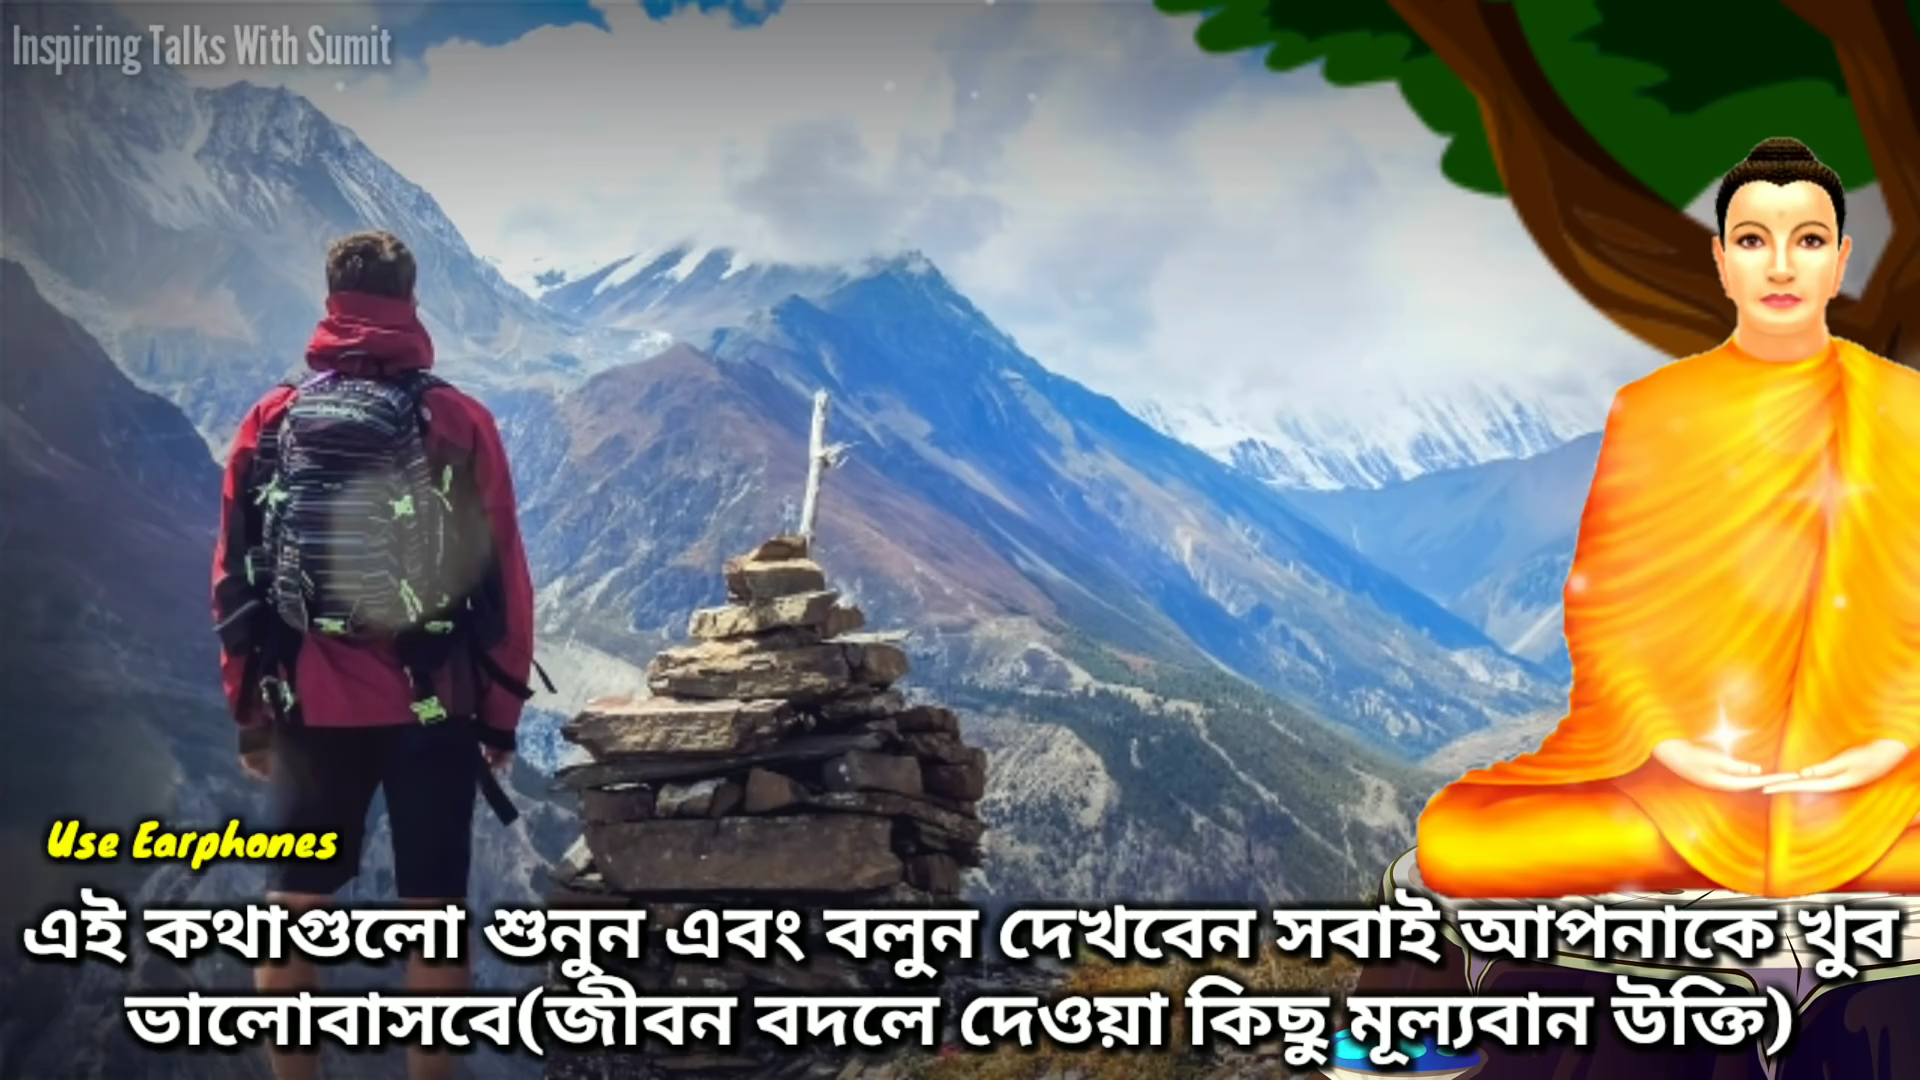 Inspiring Talks With Sumit
Use Earphones
এই কথাগুলো শুনুন এবং বলুন দেখবেন সবাই আপনাকে খুব
ভালোবাসবে(জীবন বদলে দেওয়া কিছু মূল্যবান উক্তি)